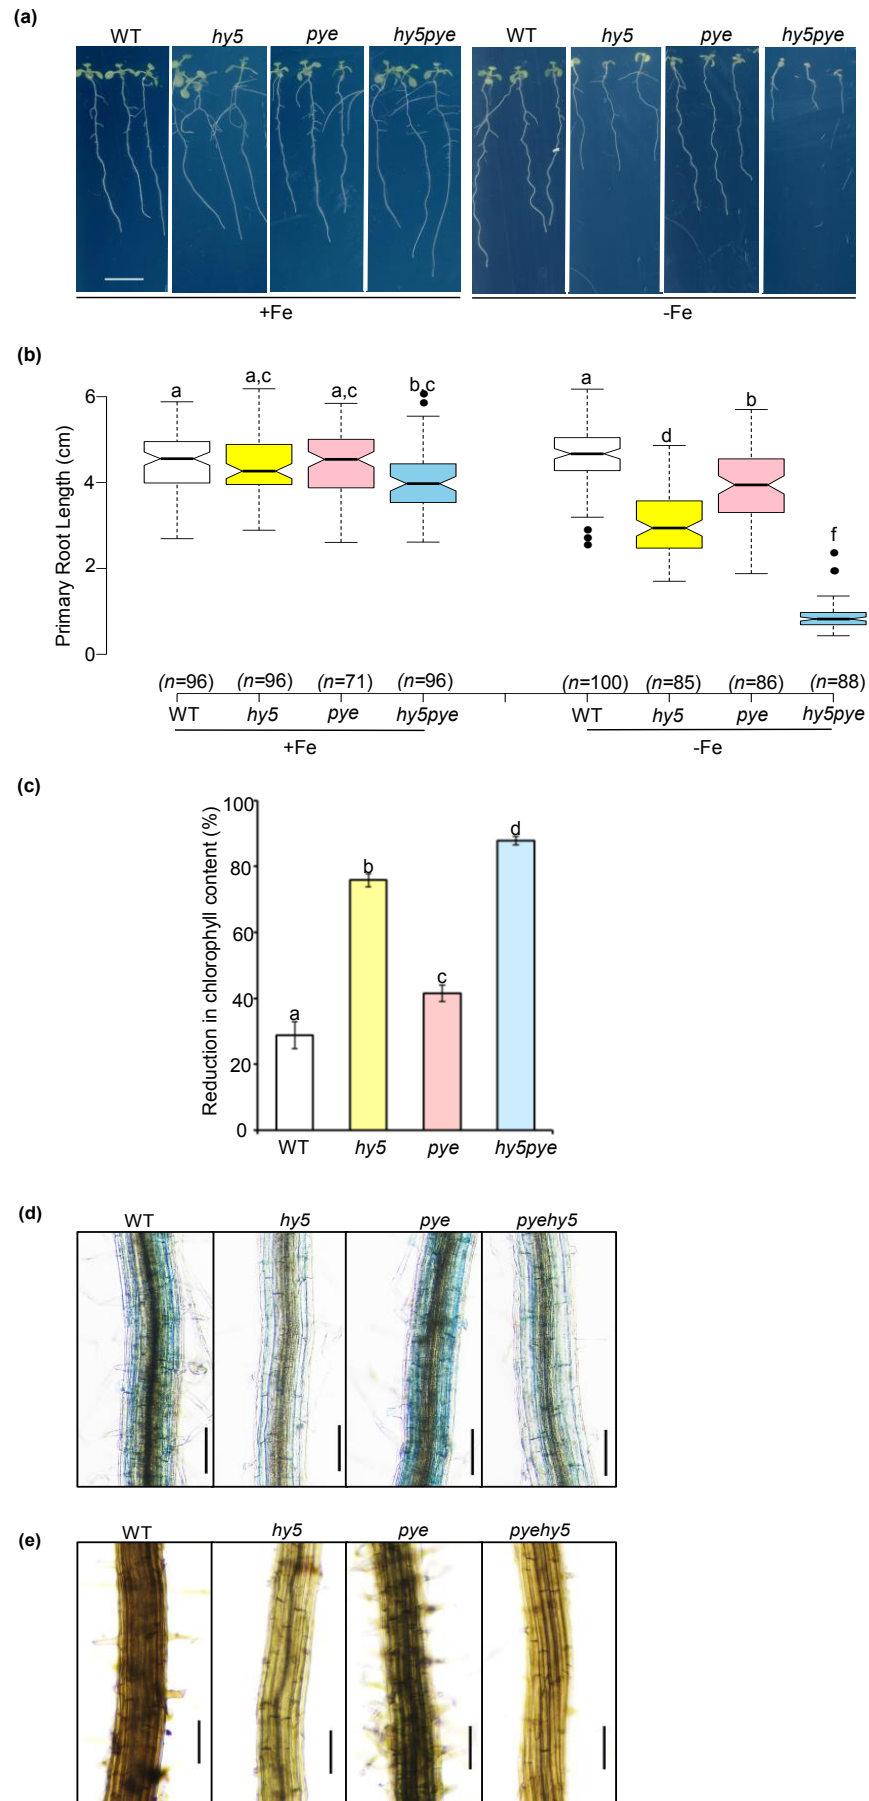 (a)
WT hy5 pye hy5pye WT hy5 pye hy5pye
+Fe -Fe
(b)
Primary Root Length (cm)
6
4
2
0
a a,c a,c b,c a d b f
(n=96) (n=96) (n=71) (n=96) (n=100) (n=85) (n=86) (n=88)
WT hy5 pye hy5pye WT hy5 pye hy5pye
+Fe -Fe
(c)
Reduction in chlorophyll content (%)
100
80
60
40
20
0
a b c d
WT hy5 pye hy5pye
(d)
WT hy5 pye pyehy5
(e)
WT hy5 pye pyehy5